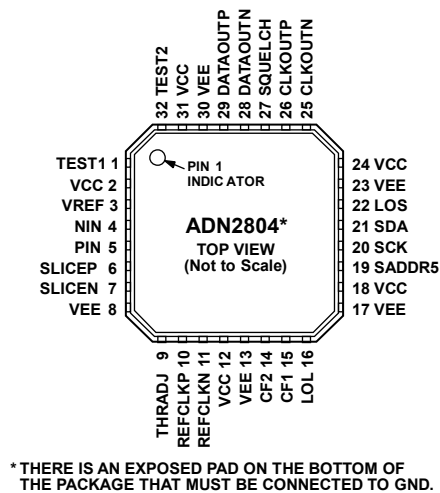 32 TEST2
31 VCC
30 VEE
29 DATAOUTP
28 DATAOUTN
27 SQUELCH
26 CLKOUTP
25 CLKOUTN
TEST1 1
VCC 2
VREF 3
NIN 4
PIN 5
SLICEP 6
SLICEN 7
VEE 8
PIN 1
INDIC ATOR
ADN2804*
TOP VIEW
(Not to Scale)
24 VCC
23 VEE
22 LOS
21 SDA
20 SCK
19 SADDR5
18 VCC
17 VEE
THRADJ 9
REFCLKP 10
REFCLKN 11
VCC 12
VEE 13
CF2 14
CF1 15
LOL 16
* THERE IS AN EXPOSED PAD ON THE BOTTOM OF
THE PACKAGE THAT MUST BE CONNECTED TO GND.